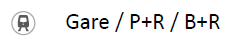 Gare / P+R / B+R